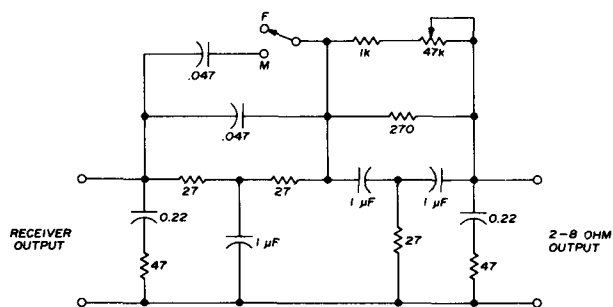 F
M
.047
1k
47k
.047
270
27
27
1 µF
1 µF
0.22
1 µF
27
0.22
RECEIVER
OUTPUT
2-8 OHM
OUTPUT
47
47